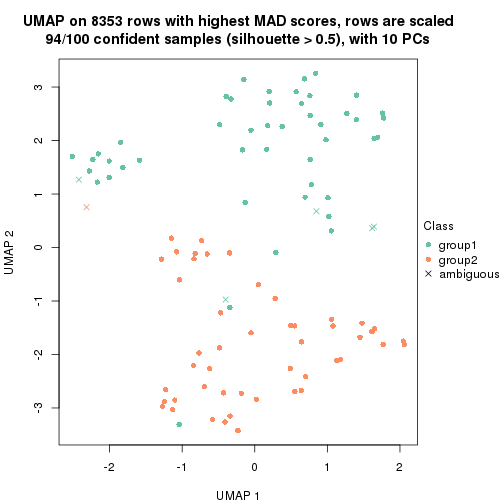 UMAP on 8353 rows with highest MAD scores, rows are scaled
94/100 confident samples (silhouette > 0.5), with 10 PCs
3
2
1
0
-1
-2
-3
UMAP 2
-2
-1
0
1
2
UMAP 1
Class
group1
group2
ambiguous